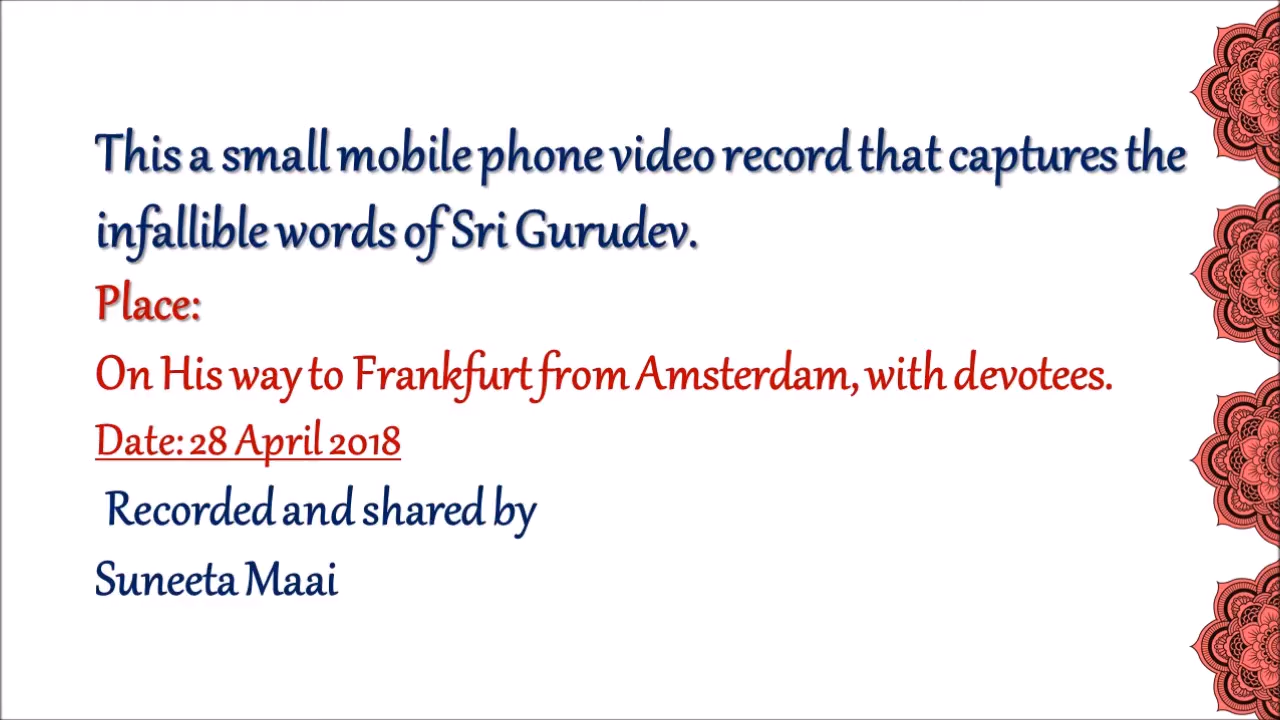 This a small mobile phone video record that captures the
infallible words of Sri Gurudev.
Place:
On His way to Frankfurt from Amsterdam, with devotees.
Date: 28 April 2018
Recorded and shared by
Suneeta Maai